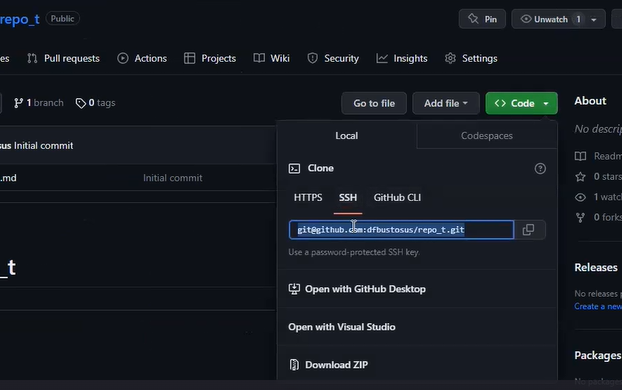 repo_t Public
Pin
Unwatch 1
es
Pull requests
Actions
Projects
Wiki
Security
Insights
Settings
1 branch
0 tags
Go to file
Add file
<> Code
About
No descrip
sus Initial commit
Local
Codespaces
.md
Initial commit
Clone
Readm
0 stars
1 watc
0 forks
HTTPS
SSH
GitHub CLI
git@github.com:dfbustosus/repo_t.git
Use a password-protected SSH key.
_t
Open with GitHub Desktop
Releases
No releases p
Create a new
Open with Visual Studio
Packages
Download ZIP